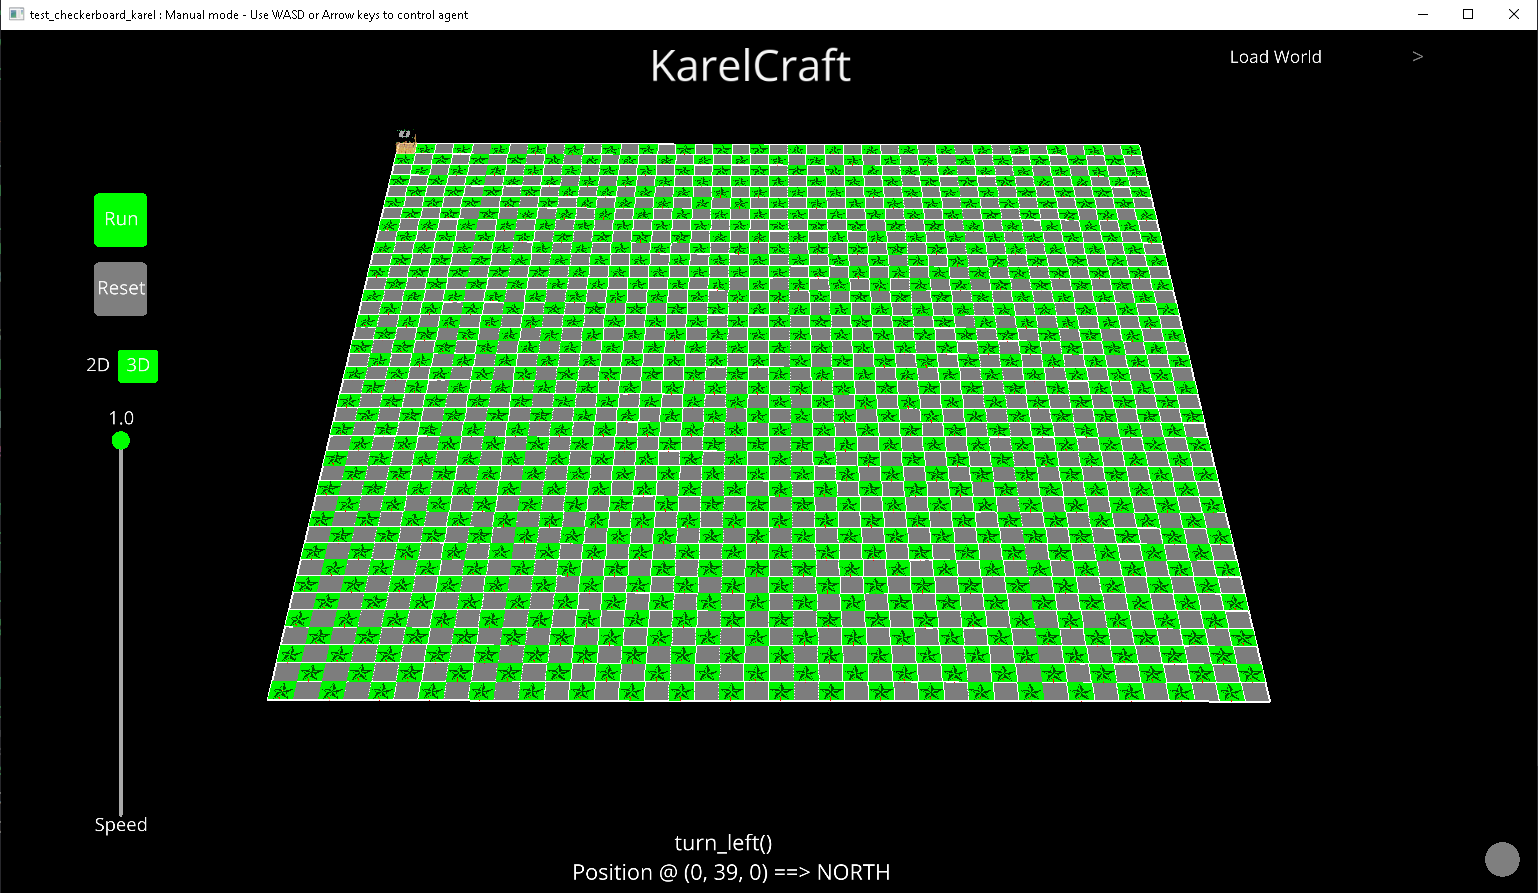 test_checkerboard_karel : Manual mode - Use WASD or Arrow keys to control agent
KarelCraft
Load World >
Run
Reset
2D 3D
1.0
Speed
turn_left()
Position @ (0, 39, 0) ==> NORTH